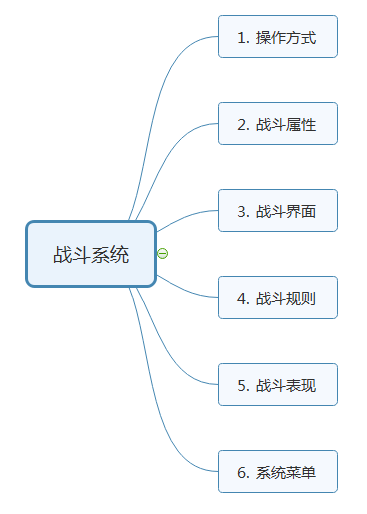 1. 操作方式
2. 战斗属性
3. 战斗界面
战斗系统
4. 战斗规则
5. 战斗表现
6. 系统菜单